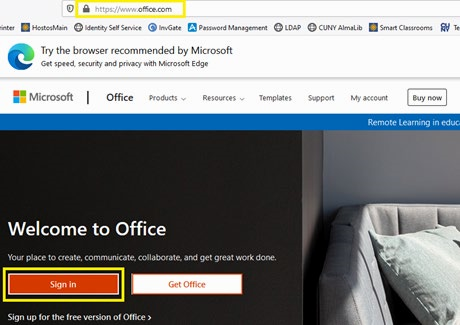 https://www.office.com
HostosMain Identity Self Service InvGate Password Management LDAP CUNY AlmaLib Smart Classrooms Classic
Try the browser recommended by Microsoft
Get speed, security and privacy with Microsoft Edge
Microsoft | Office Products Resources Templates Support My account Buy now
Remote Learning in educ
Welcome to Office
Your place to create, communicate, collaborate, and get great work done.
Sign in Get Office
Sign up for the free version of Office >